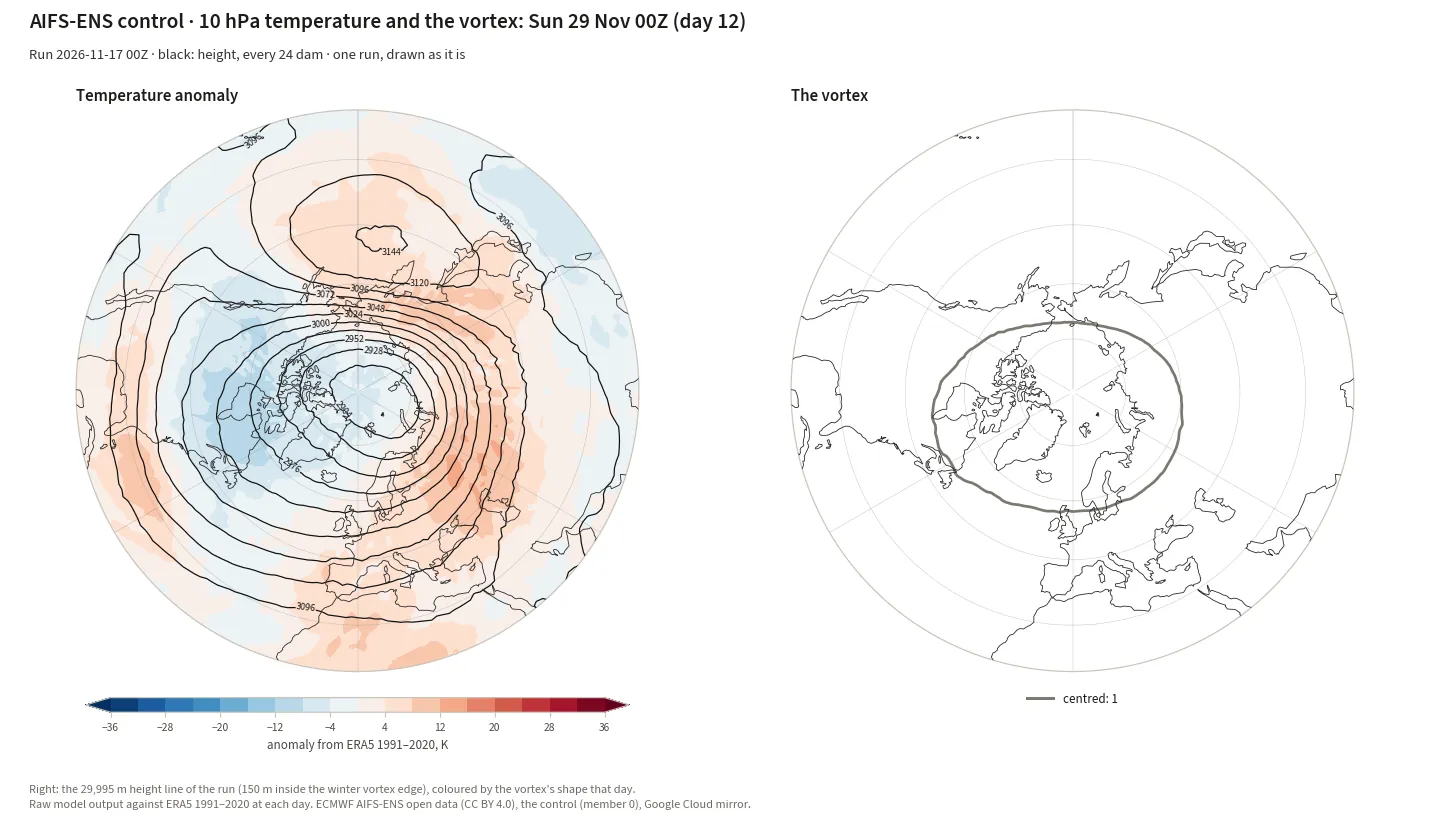 AIFS-ENS control · 10 hPa temperature and the vortex: Sun 29 Nov 00Z (day 12)
Run 2026-11-17 00Z · black: height, every 24 dam · one run, drawn as it is
Temperature anomaly
The vortex
3096
3096
3144
3120
3096
3072
3048
3024
3000
2952
2928
2976
3096
−36 −28 −20 −12 −4 4 12 20 28 36
anomaly from ERA5 1991–2020, K
centred: 1
Right: the 29,995 m height line of the run (150 m inside the winter vortex edge), coloured by the vortex's shape that day.
Raw model output against ERA5 1991–2020 at each day. ECMWF AIFS-ENS open data (CC BY 4.0), the control (member 0), Google Cloud mirror.